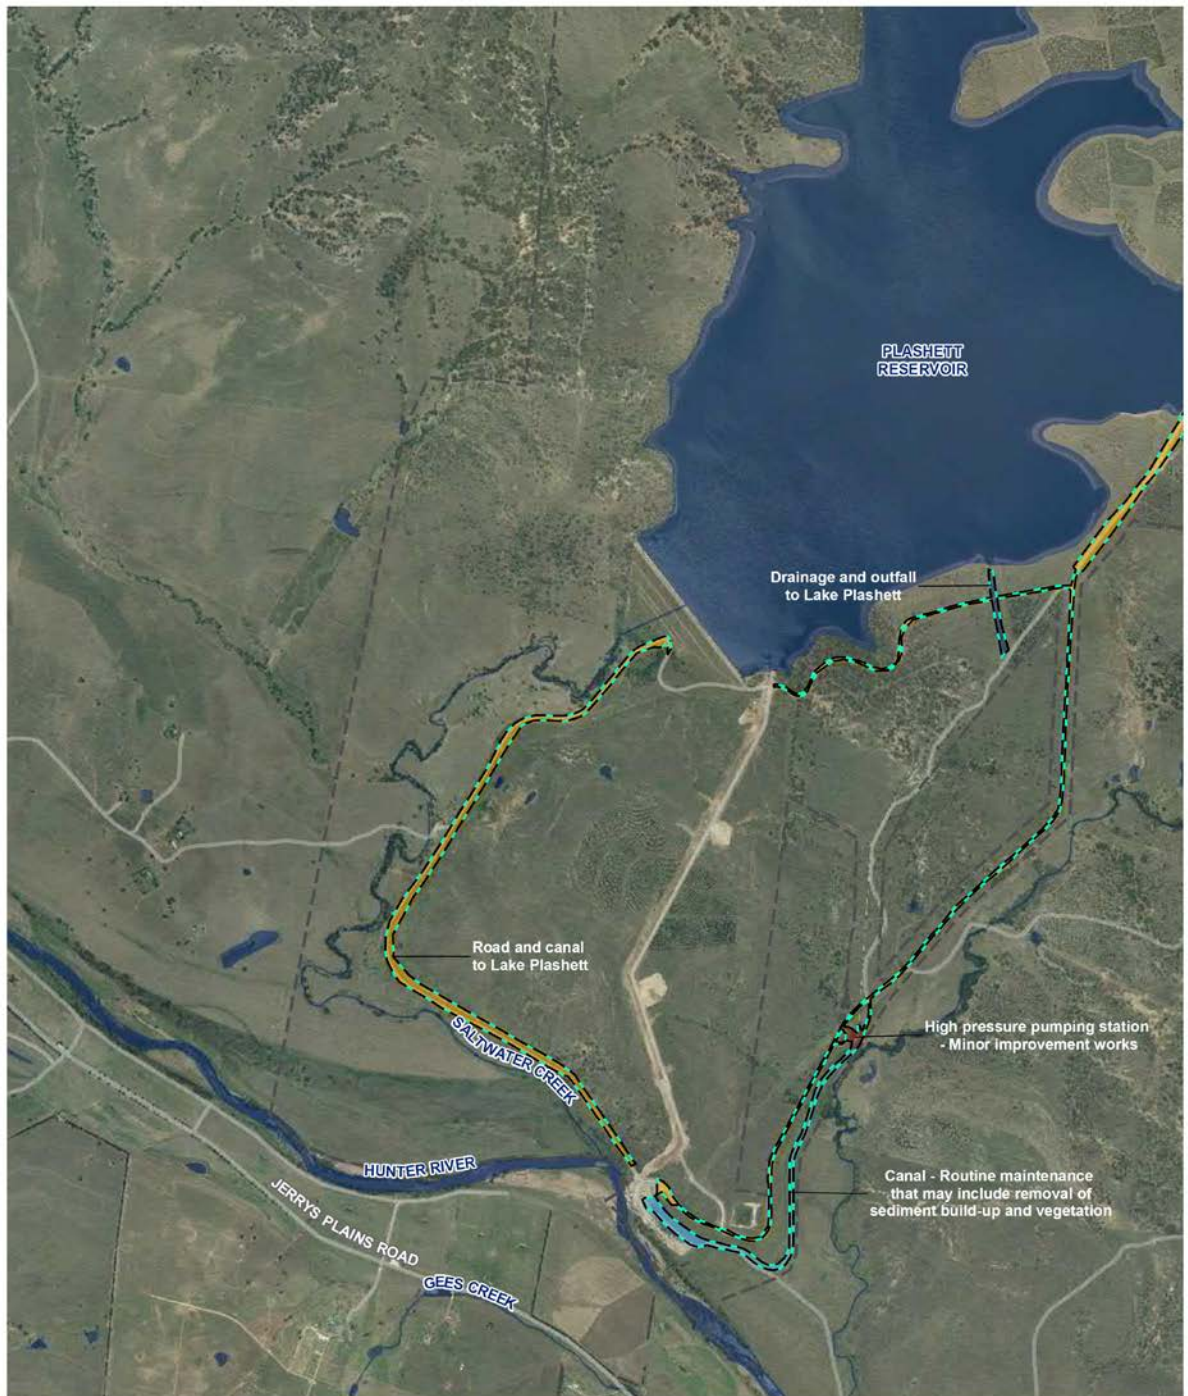 PLASHETT
RESERVOIR
Drainage and outfall
to Lake Plashett
Road and canal
to Lake Plashett
SALTWATER CREEK
High pressure pumping station
- Minor improvement works
HUNTER RIVER
Canal - Routine maintenance
that may include removal of
sediment build-up and vegetation
JERRYS PLAINS ROAD
GEES CREEK